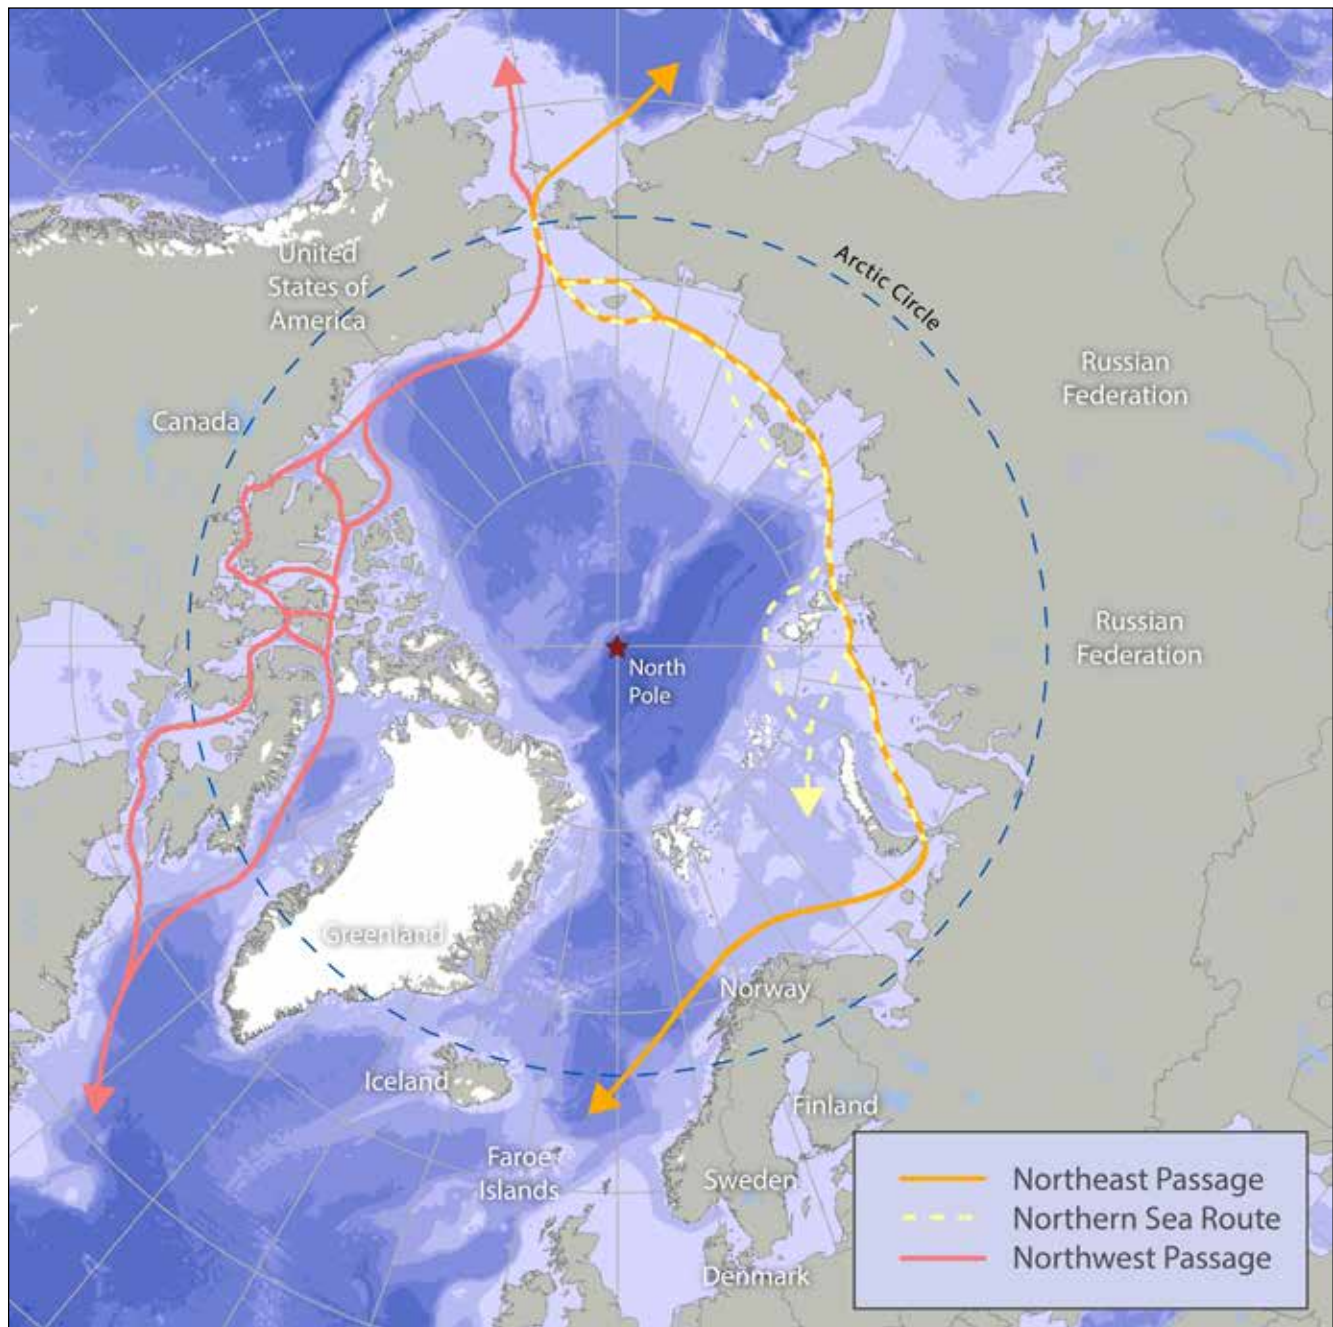 United
States of
America
Arctic Circle
Russian
Federation
Canada
Russian
Federation
North
Pole
Greenland
Norway
Iceland
Finland
Faroe
Islands
Sweden
Denmark
Northeast Passage
Northern Sea Route
Northwest Passage